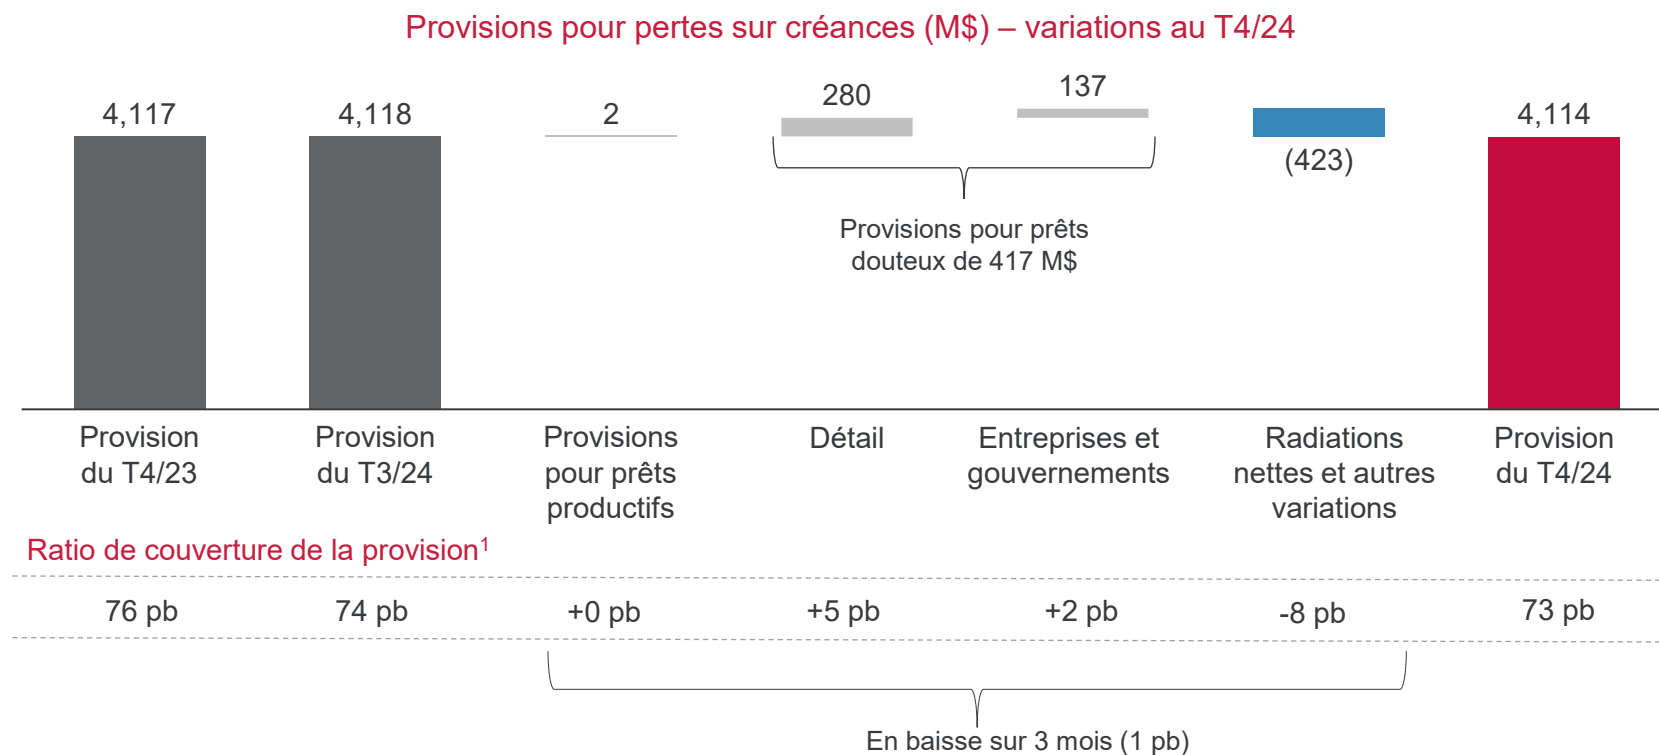 Provisions pour pertes sur créances (M$) – variations au T4/24
4,117
4,118
2
280
137
(423)
4,114
Provisions pour prêts
douteux de 417 M$
Provision
du T4/23
Provision
du T3/24
Provisions
pour prêts
productifs
Détail
Entreprises et
gouvernements
Radiations
nettes et autres
variations
Provision
du T4/24
Ratio de couverture de la provision¹
76 pb
74 pb
+0 pb
+5 pb
+2 pb
-8 pb
73 pb
En baisse sur 3 mois (1 pb)